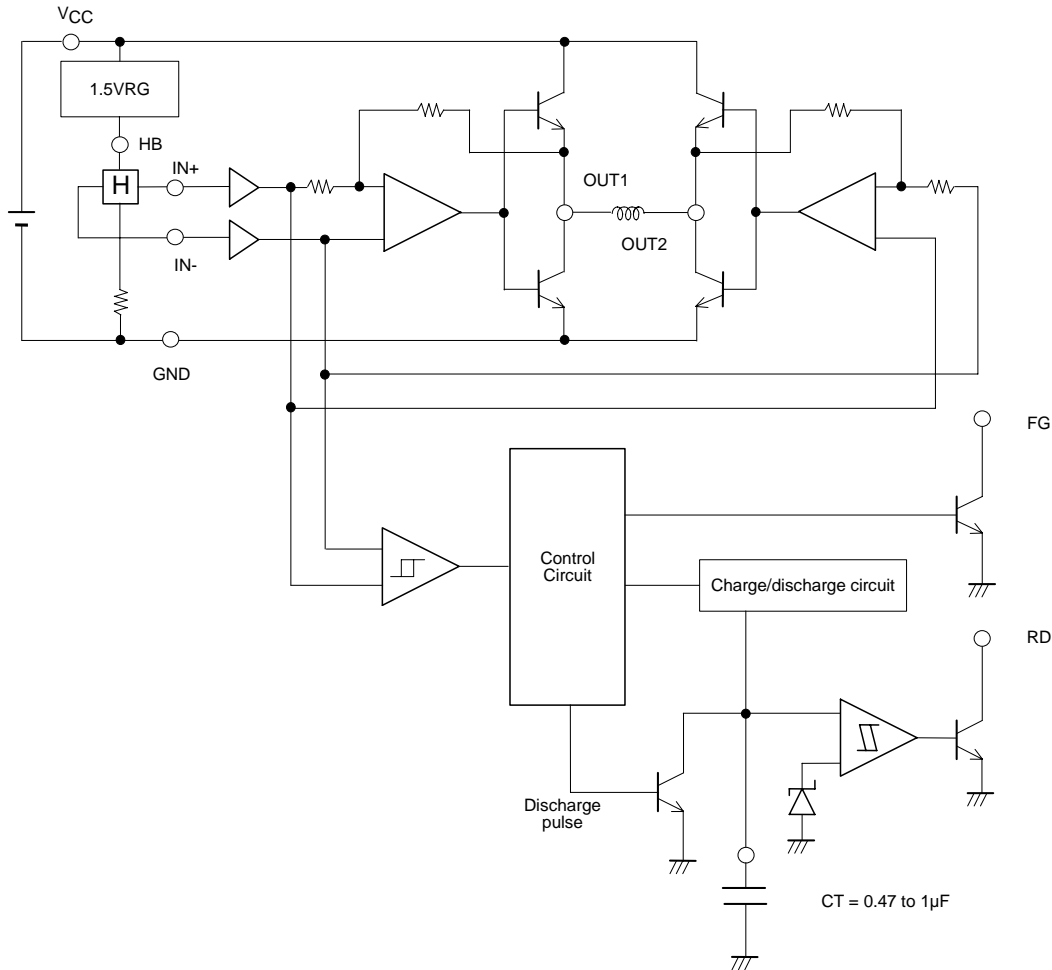 VCC
1.5VRG
HB
H
IN+
IN-
OUT1
OUT2
GND
FG
Control
Circuit
Charge/discharge circuit
RD
Discharge
pulse
CT = 0.47 to 1µF